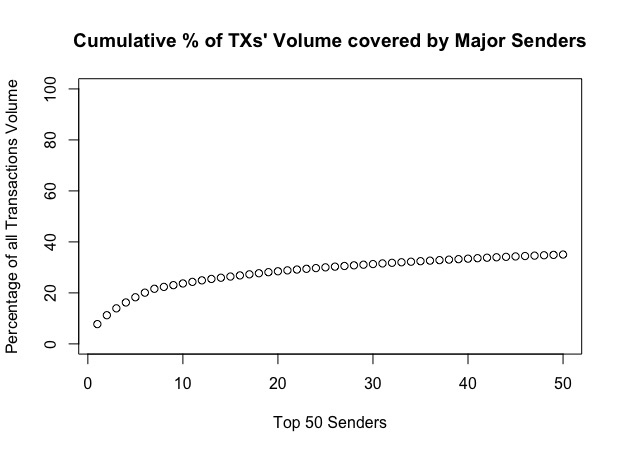 Cumulative % of TXs' Volume covered by Major Senders
Percentage of all Transactions Volume
100
80
60
40
20
0
0 10 20 30 40 50
Top 50 Senders